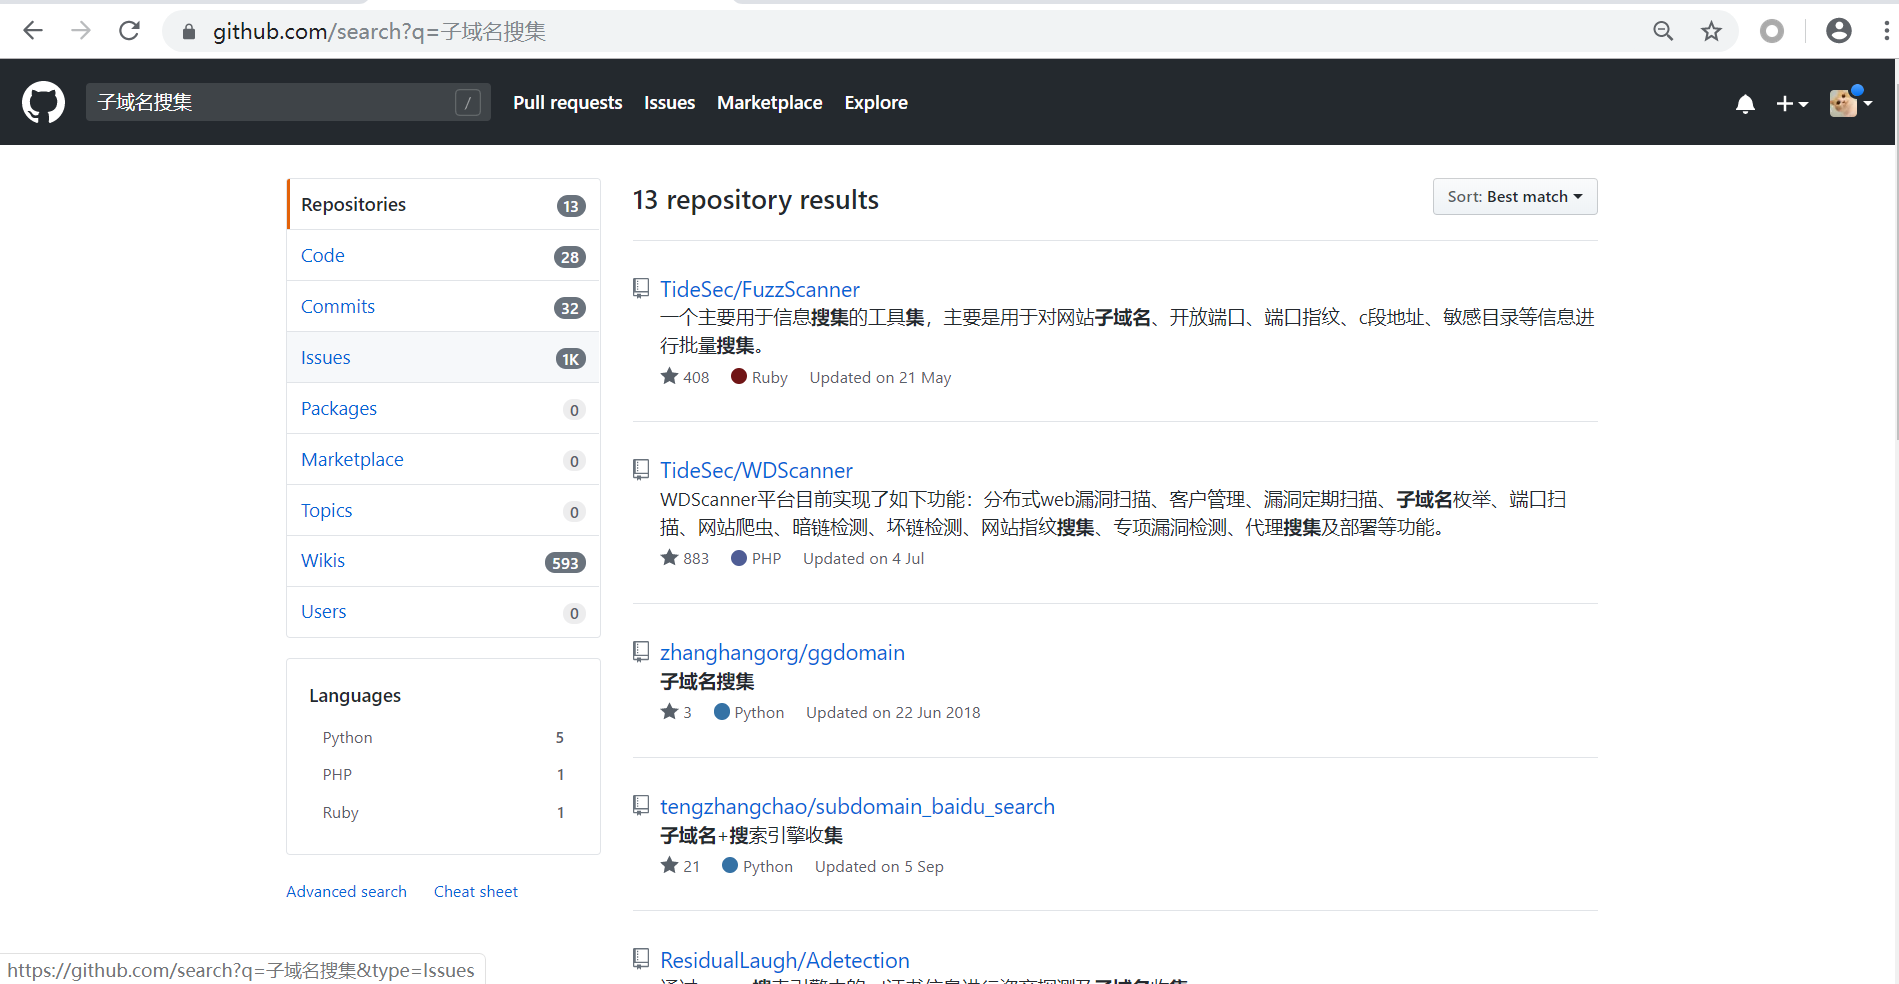 github.com/search?q=子域名搜集
子域名搜集 /
Pull requests Issues Marketplace Explore
Repositories 13
Code 28
Commits 32
Issues 1K
Packages 0
Marketplace 0
Topics 0
Wikis 593
Users 0
Languages
Python 5
PHP 1
Ruby 1
Advanced search Cheat sheet
13 repository results
Sort: Best match
TideSec/FuzzScanner
一个主要用于信息搜集的工具集，主要是用于对网站子域名、开放端口、端口指纹、c段地址、敏感目录等信息进
行批量搜集。
408 Ruby Updated on 21 May
TideSec/WDScanner
WDScanner平台目前实现了如下功能：分布式web漏洞扫描、客户管理、漏洞定期扫描、子域名枚举、端口扫
描、网站爬虫、暗链检测、坏链检测、网站指纹搜集、专项漏洞检测、代理搜集及部署等功能。
883 PHP Updated on 4 Jul
zhanghangorg/ggdomain
子域名搜集
3 Python Updated on 22 Jun 2018
tengzhangchao/subdomain_baidu_search
子域名+搜索引擎收集
21 Python Updated on 5 Sep
ResidualLaugh/Adetection
https://github.com/search?q=子域名搜集&type=Issues